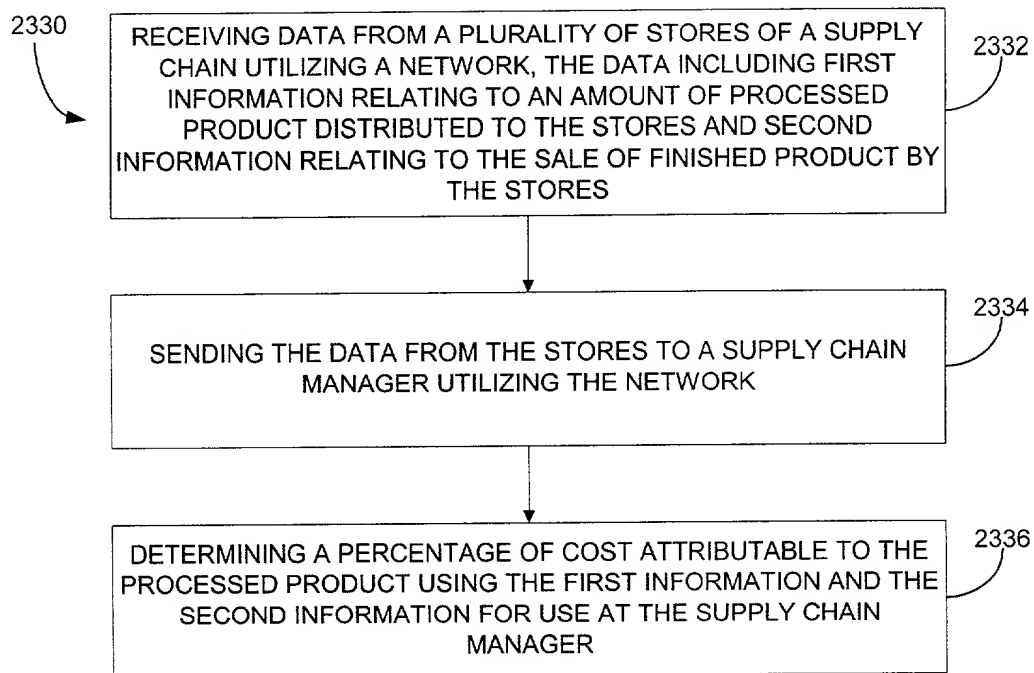 2330
RECEIVING DATA FROM A PLURALITY OF STORES OF A SUPPLY
CHAIN UTILIZING A NETWORK, THE DATA INCLUDING FIRST
INFORMATION RELATING TO AN AMOUNT OF PROCESSED
PRODUCT DISTRIBUTED TO THE STORES AND SECOND
INFORMATION RELATING TO THE SALE OF FINISHED PRODUCT BY
THE STORES
2332
SENDING THE DATA FROM THE STORES TO A SUPPLY CHAIN
MANAGER UTILIZING THE NETWORK
2334
DETERMINING A PERCENTAGE OF COST ATTRIBUTABLE TO THE
PROCESSED PRODUCT USING THE FIRST INFORMATION AND THE
SECOND INFORMATION FOR USE AT THE SUPPLY CHAIN
MANAGER
2336